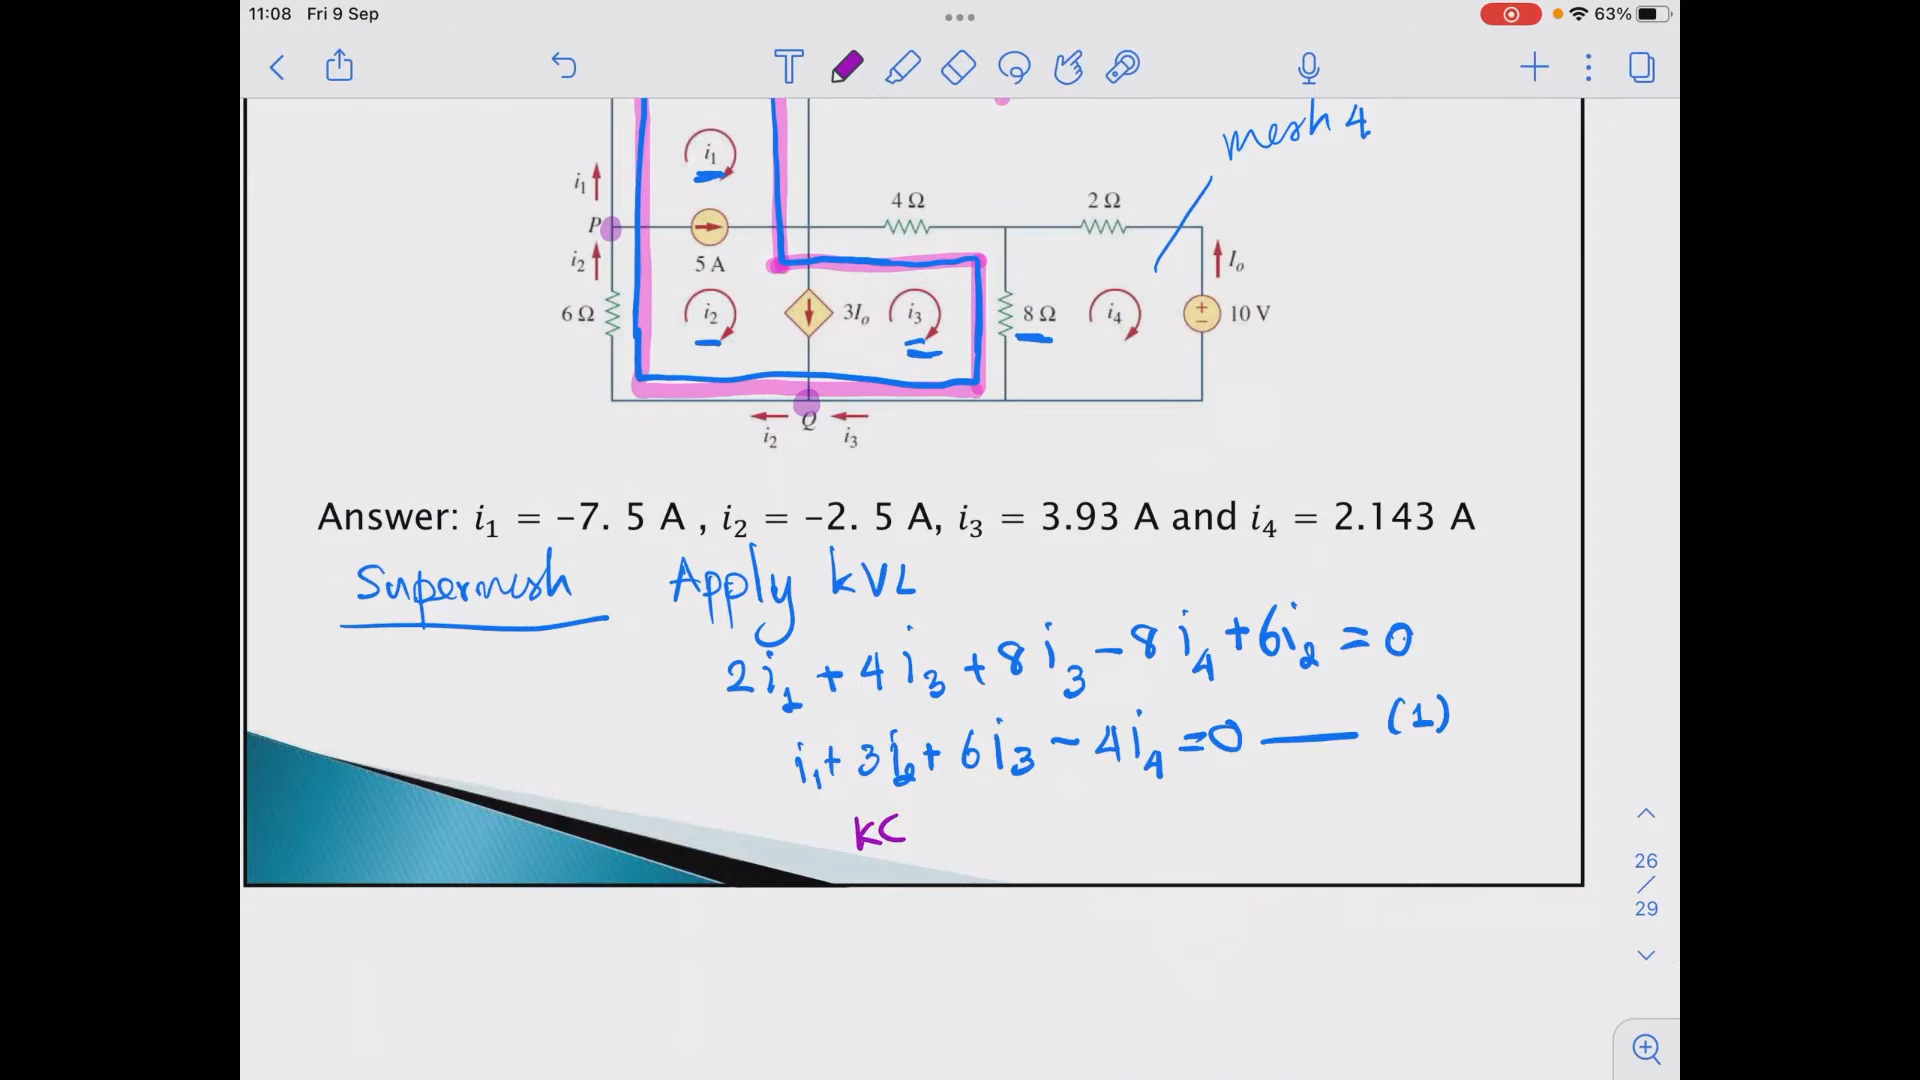 11:08 Fri 9 Sep 63%
T
mesh 4
i₁
i₁
4 Ω 2 Ω
P
i₂ 5 A Iₒ
6 Ω i₂ 3Iₒ i₃ 8 Ω i₄ + − 10 V
Q
i₂ i₃
Answer: i₁ = −7. 5 A , i₂ = −2. 5 A, i₃ = 3.93 A and i₄ = 2.143 A
Supermesh Apply KVL
2i₁ + 4i₃ + 8i₃ − 8i₄ + 6i₂ = 0
i₁ + 3i₂ + 6i₃ − 4i₄ = 0 —— (1)
KC
26
/
29